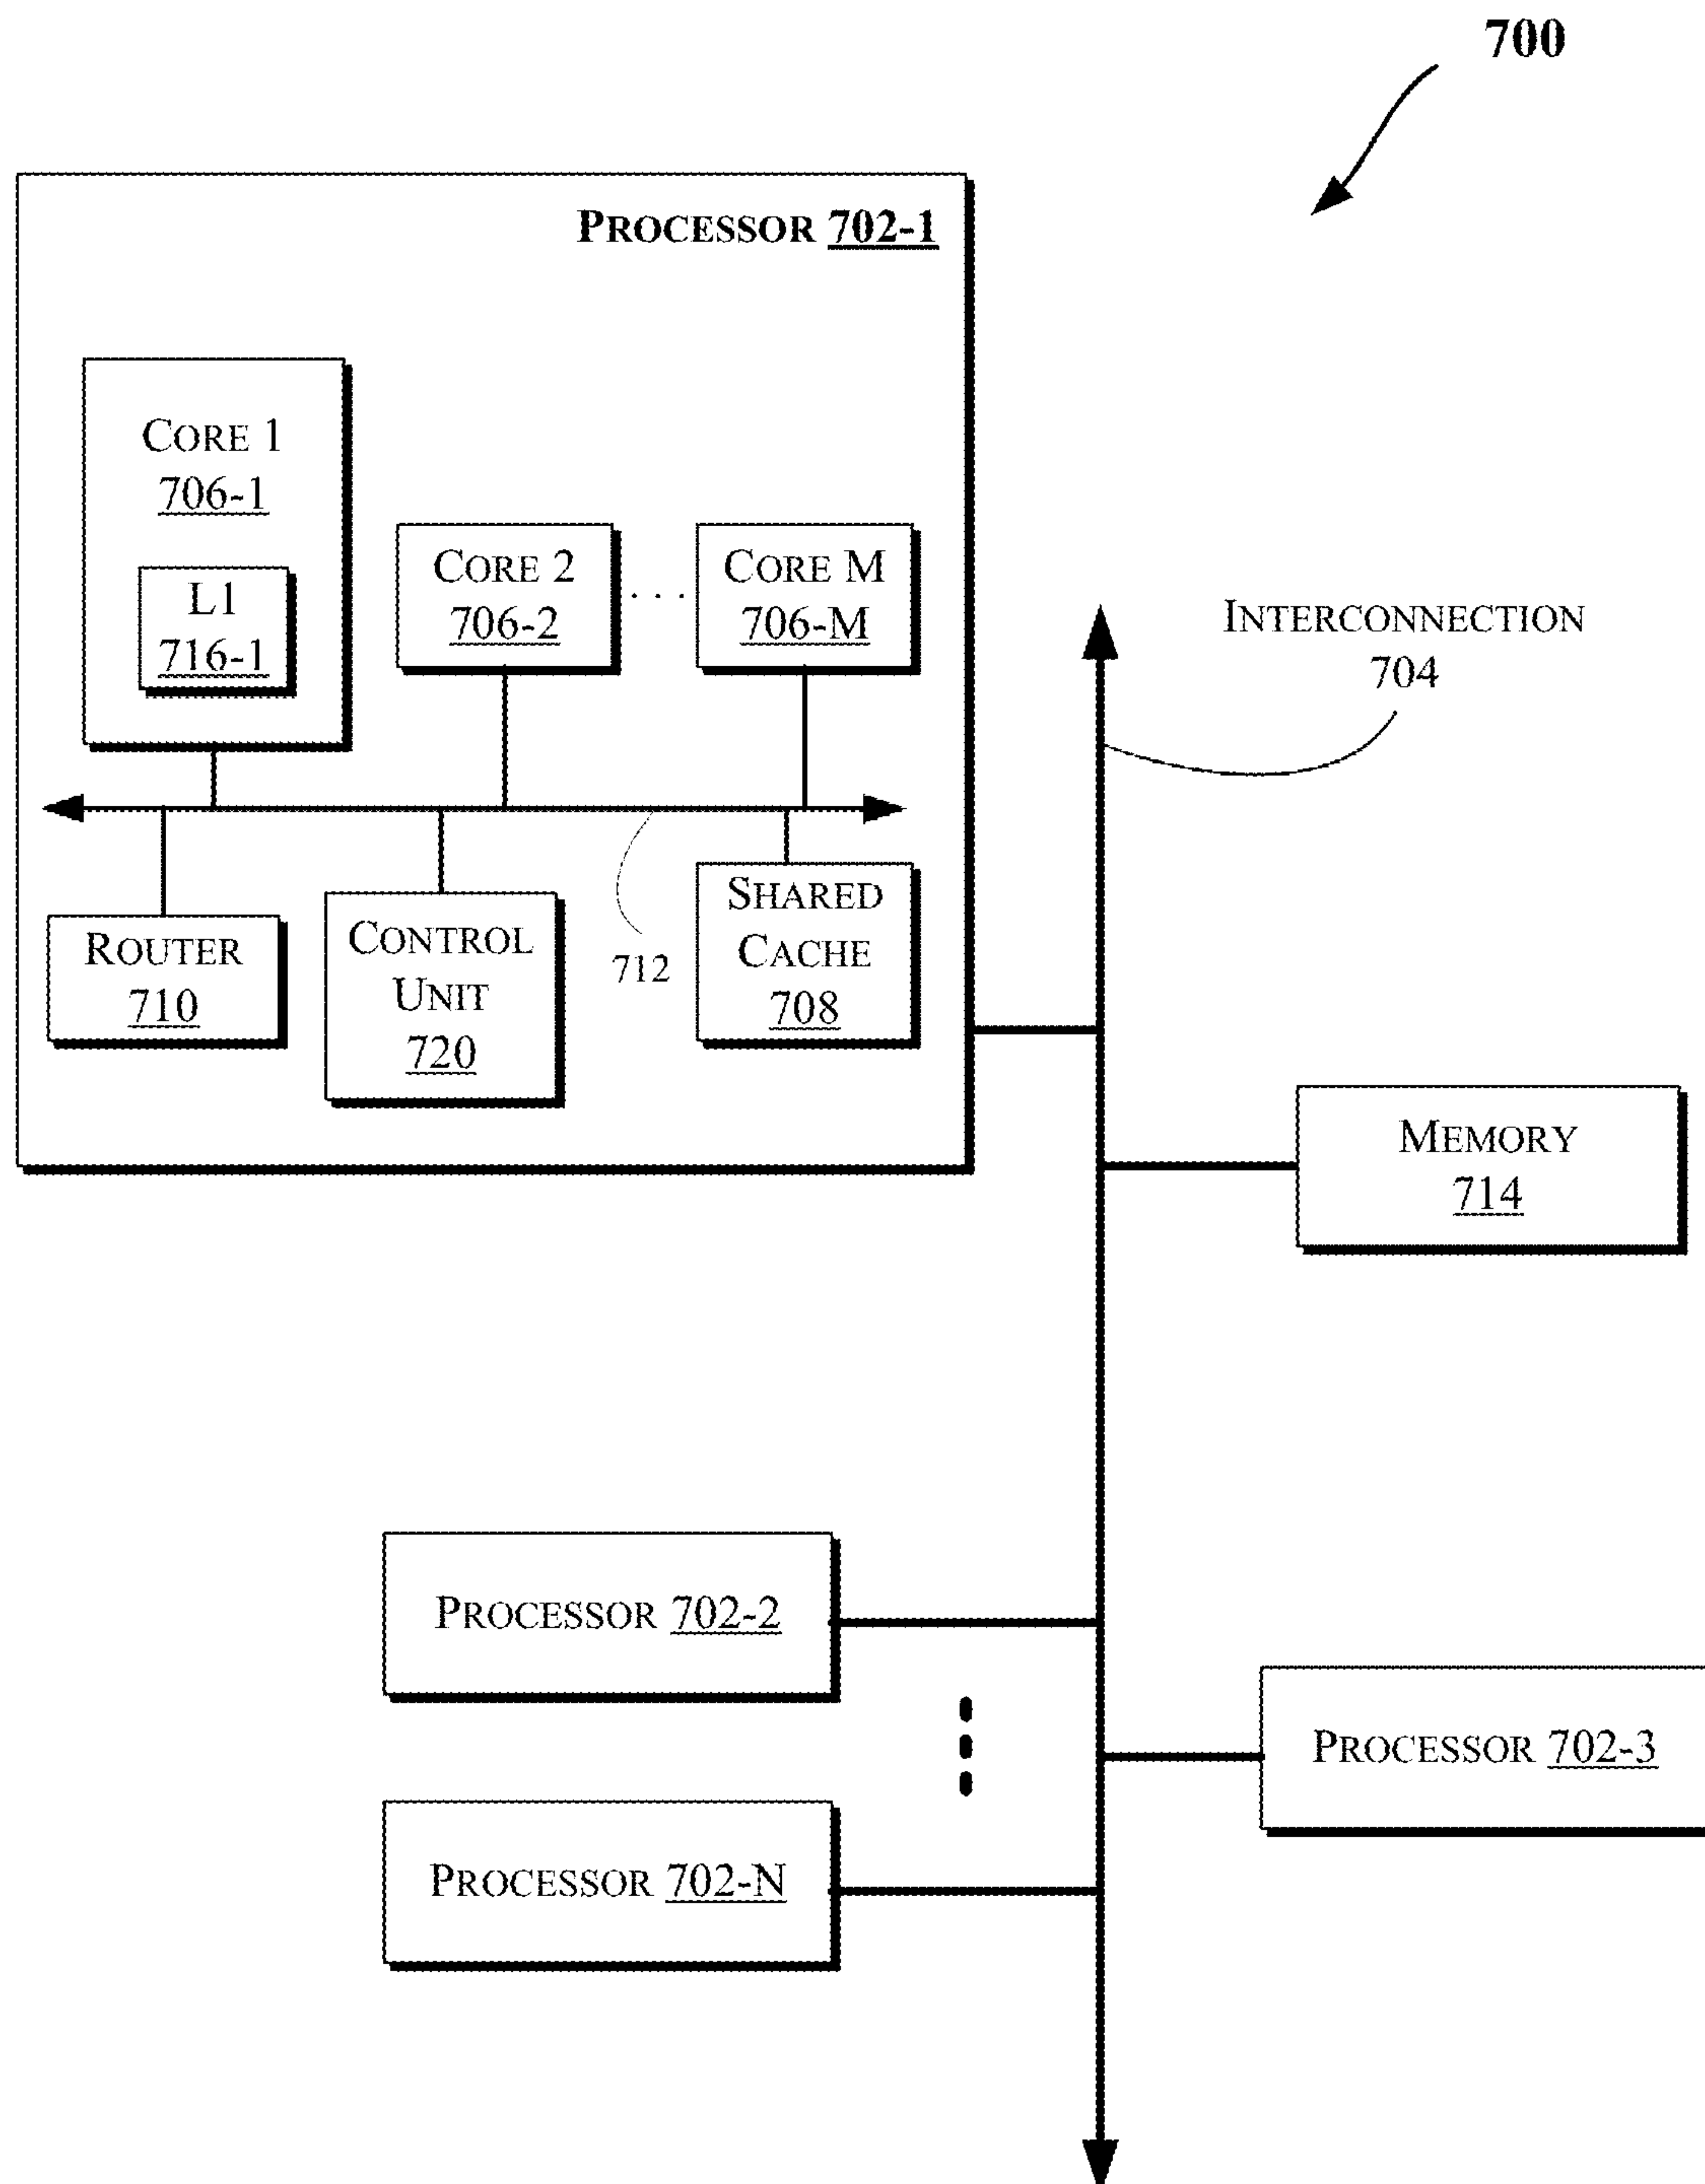 700
PROCESSOR 702-1
CORE 1
706-1
L1
716-1
CORE 2
706-2
. . .
CORE M
706-M
INTERCONNECTION
704
ROUTER
710
CONTROL
UNIT
720
712
SHARED
CACHE
708
MEMORY
714
PROCESSOR 702-2
PROCESSOR 702-3
PROCESSOR 702-N